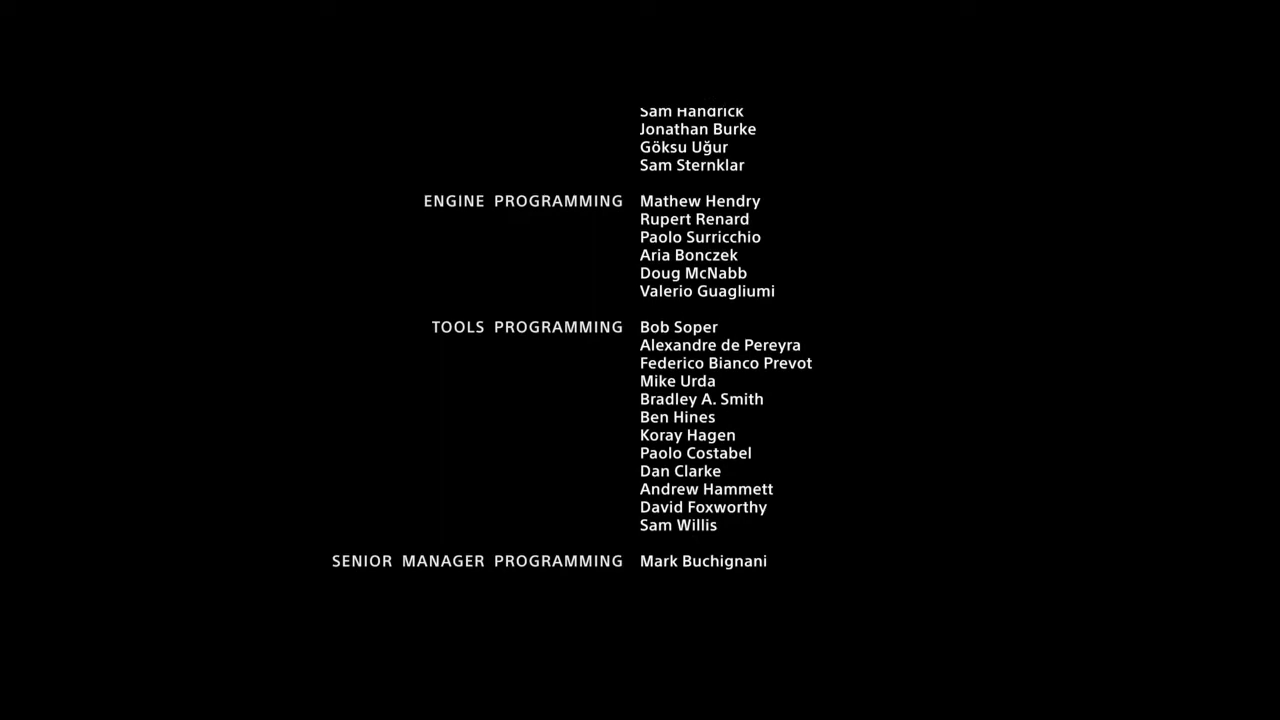 Sam Handrick
Jonathan Burke
Göksu Uğur
Sam Sternklar
ENGINE PROGRAMMING Mathew Hendry
Rupert Renard
Paolo Surricchio
Aria Bonczek
Doug McNabb
Valerio Guagliumi
TOOLS PROGRAMMING Bob Soper
Alexandre de Pereyra
Federico Bianco Prevot
Mike Urda
Bradley A. Smith
Ben Hines
Koray Hagen
Paolo Costabel
Dan Clarke
Andrew Hammett
David Foxworthy
Sam Willis
SENIOR MANAGER PROGRAMMING Mark Buchignani